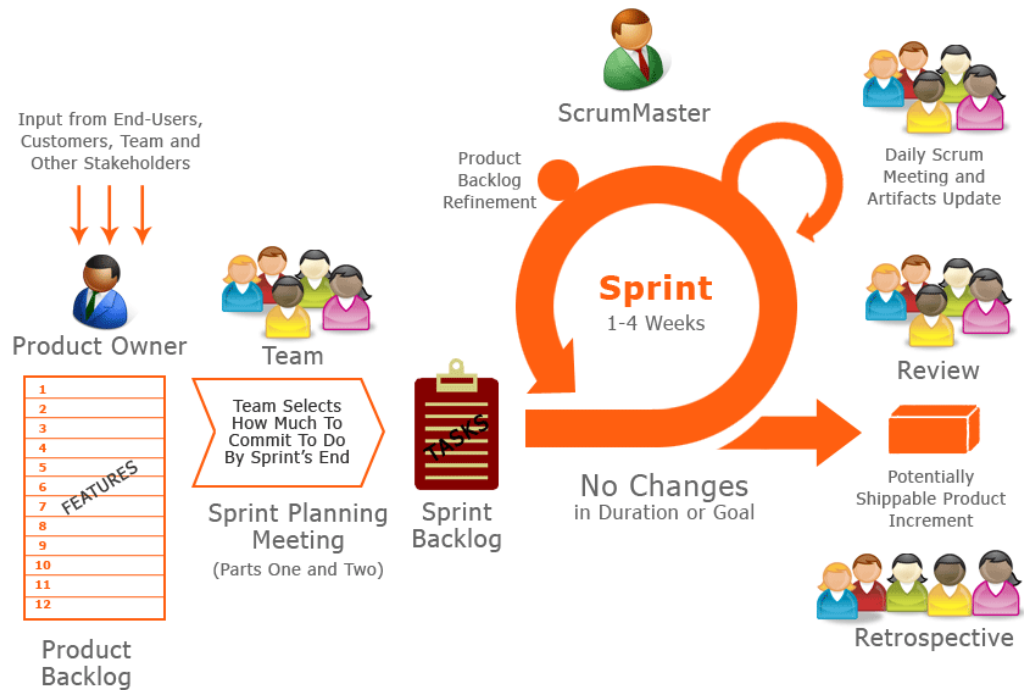 Input from End-Users,
Customers, Team and
Other Stakeholders
Product Owner
1
2
3
4
5
6
7
8
9
10
11
12
FEATURES
Product
Backlog
Team
Team Selects
How Much To
Commit To Do
By Sprint's End
Sprint Planning
Meeting
(Parts One and Two)
TASKS
Sprint
Backlog
ScrumMaster
Product
Backlog
Refinement
Sprint
1-4 Weeks
No Changes
in Duration or Goal
Daily Scrum
Meeting and
Artifacts Update
Review
Potentially
Shippable Product
Increment
Retrospective